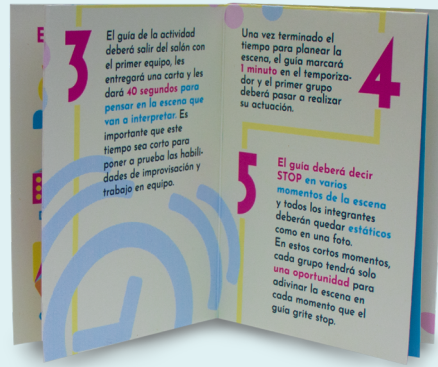 3
El guía de la actividad
deberá salir del salón con
el primer equipo, les
entregará una carta y les
dará 40 segundos para
pensar en la escena que
van a interpretar. Es
importante que este
tiempo sea corto para
poner a prueba las habili-
dades de improvisación y
trabajo en equipo.
Una vez terminado el
tiempo para planear la
escena, el guía marcará
1 minuto en el temporiza-
dor y el primer grupo
deberá pasar a realizar
su actuación.
4
5
El guía deberá decir
STOP en varios
momentos de la escena
y todos los integrantes
deberán quedar estáticos
como en una foto.
En estos cortos momentos,
cada grupo tendrá solo
una oportunidad para
adivinar la escena en
cada momento que el
guía grite stop.